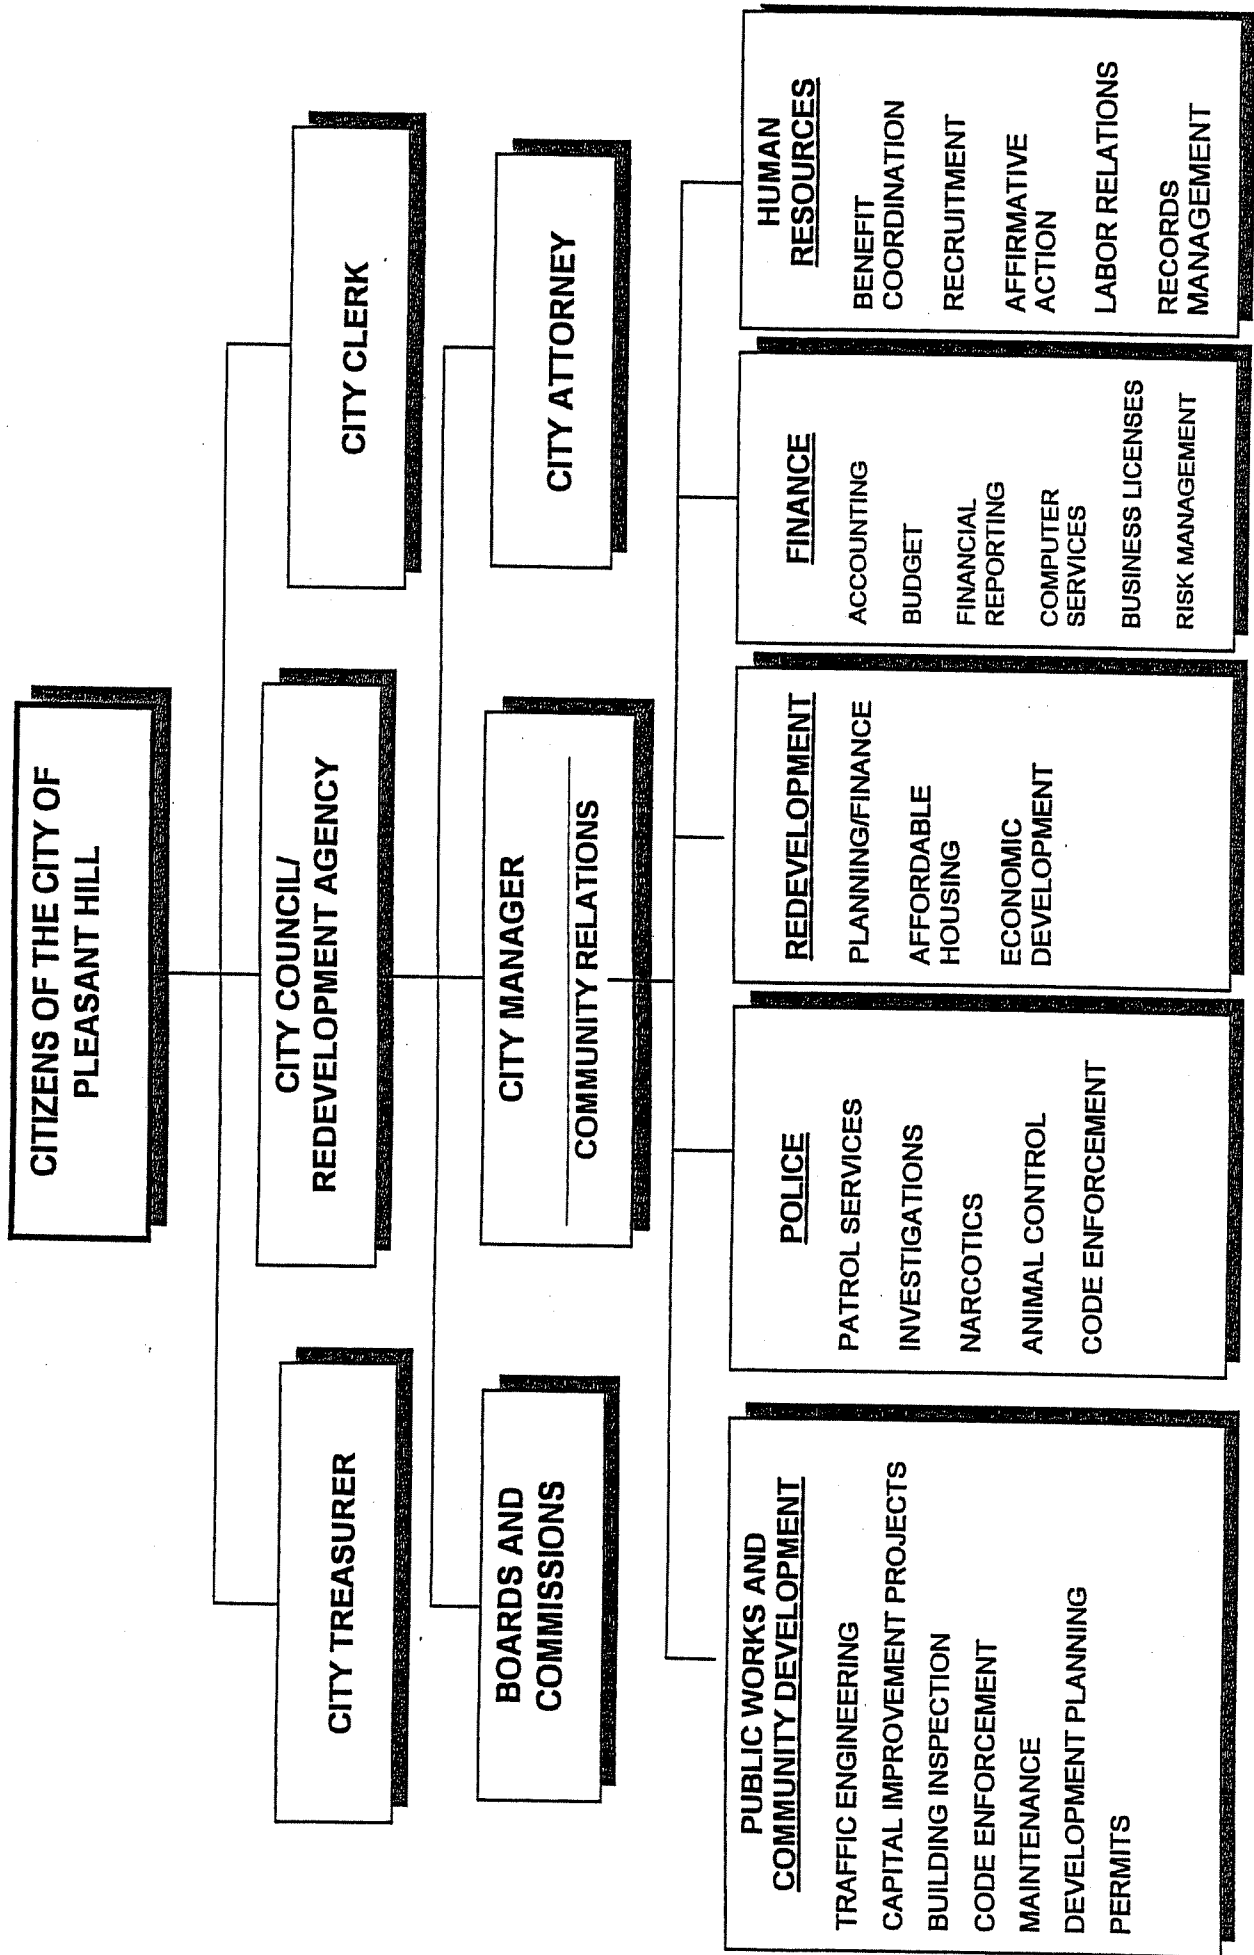 CITIZENS OF THE CITY OF
PLEASANT HILL
CITY TREASURER
CITY COUNCIL/
REDEVELOPMENT AGENCY
CITY CLERK
BOARDS AND
COMMISSIONS
CITY MANAGER
COMMUNITY RELATIONS
CITY ATTORNEY
PUBLIC WORKS AND
COMMUNITY DEVELOPMENT
TRAFFIC ENGINEERING
CAPITAL IMPROVEMENT PROJECTS
BUILDING INSPECTION
CODE ENFORCEMENT
MAINTENANCE
DEVELOPMENT PLANNING
PERMITS
POLICE
PATROL SERVICES
INVESTIGATIONS
NARCOTICS
ANIMAL CONTROL
CODE ENFORCEMENT
REDEVELOPMENT
PLANNING/FINANCE
AFFORDABLE
HOUSING
ECONOMIC
DEVELOPMENT
FINANCE
ACCOUNTING
BUDGET
FINANCIAL
REPORTING
COMPUTER
SERVICES
BUSINESS LICENSES
RISK MANAGEMENT
HUMAN
RESOURCES
BENEFIT
COORDINATION
RECRUITMENT
AFFIRMATIVE
ACTION
LABOR RELATIONS
RECORDS
MANAGEMENT